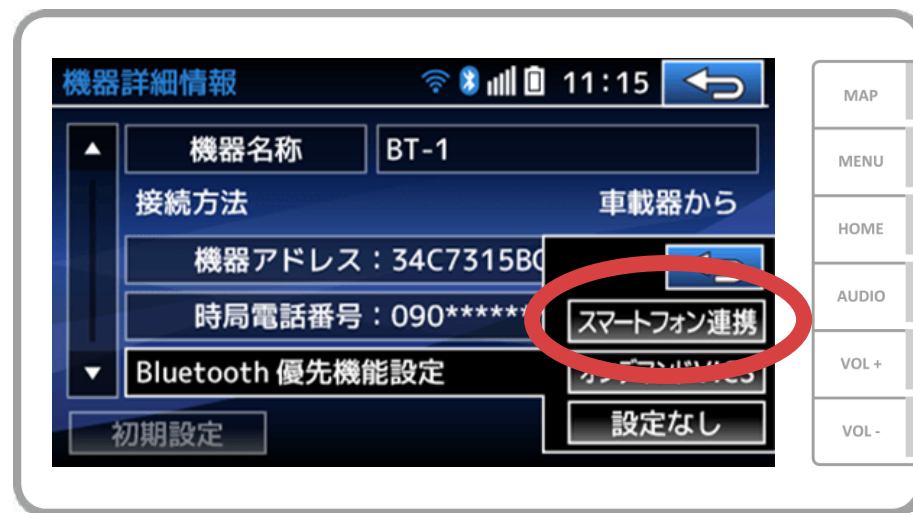 機器詳細情報 11:15
機器名称 BT-1
接続方法 車載器から
機器アドレス：34C7315B
時局電話番号：090******
スマートフォン連携
Bluetooth 優先機能設定
設定なし
初期設定
MAP
MENU
HOME
AUDIO
VOL +
VOL -